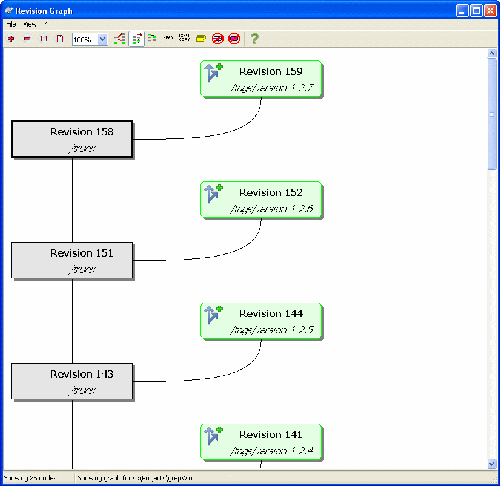 Revision Graph
File View ?
100%
Revision 159
/tags/version 1.2.7
Revision 158
/trunk
Revision 152
/tags/version 1.2.6
Revision 151
/trunk
Revision 144
/tags/version 1.2.5
Revision 143
/trunk
Revision 141
/tags/version 1.2.4